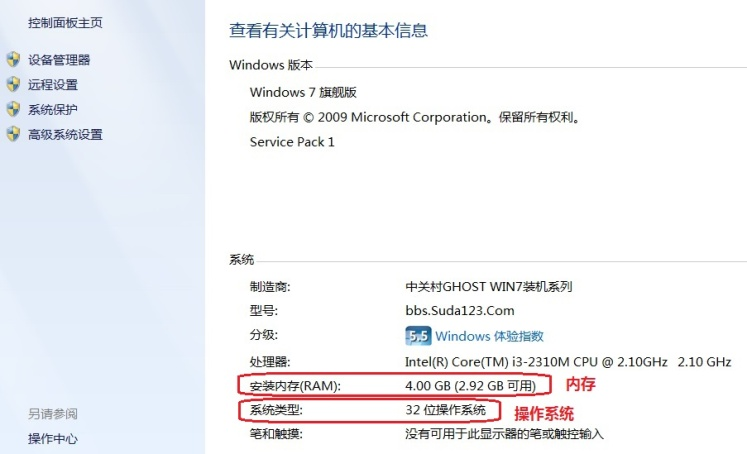 控制面板主页
设备管理器
远程设置
系统保护
高级系统设置
另请参阅
操作中心
查看有关计算机的基本信息
Windows 版本
Windows 7 旗舰版
版权所有 © 2009 Microsoft Corporation。保留所有权利。
Service Pack 1
系统
制造商: 中关村GHOST WIN7装机系列
型号: bbs.Suda123.Com
分级: 5.5 Windows 体验指数
处理器: Intel(R) Core(TM) i3-2310M CPU @ 2.10GHz 2.10 GHz
安装内存(RAM): 4.00 GB (2.92 GB 可用) 内存
系统类型: 32 位操作系统 操作系统
笔和触摸: 没有可用于此显示器的笔或触控输入